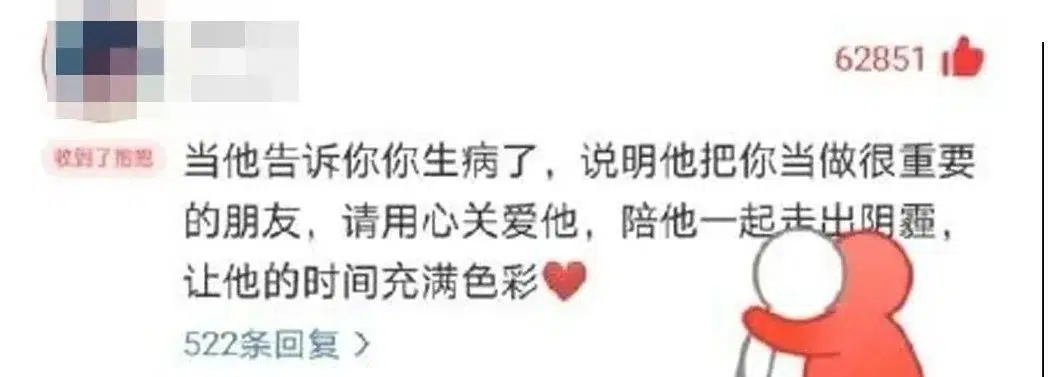 62851
收到了抱抱
当他告诉你你生病了，说明他把你当做很重要
的朋友，请用心关爱他，陪他一起走出阴霾，
让他的时间充满色彩❤
522条回复 >